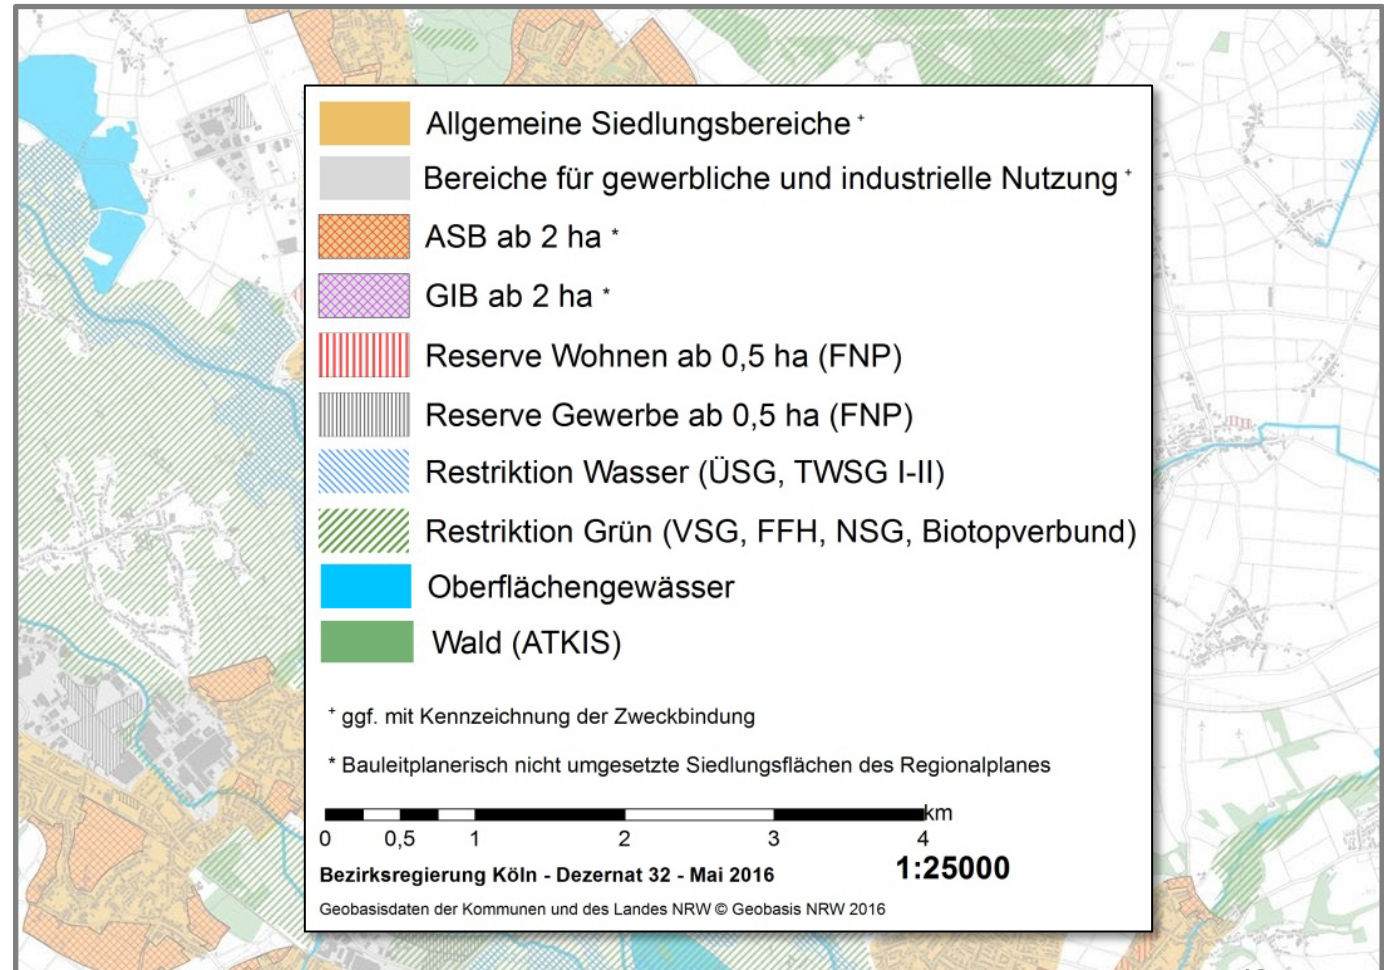 Allgemeine Siedlungsbereiche +
Bereiche für gewerbliche und industrielle Nutzung +
ASB ab 2 ha *
GIB ab 2 ha *
Reserve Wohnen ab 0,5 ha (FNP)
Reserve Gewerbe ab 0,5 ha (FNP)
Restriktion Wasser (ÜSG, TWSG I-II)
Restriktion Grün (VSG, FFH, NSG, Biotopverbund)
Oberflächengewässer
Wald (ATKIS)
+ ggf. mit Kennzeichnung der Zweckbindung
* Bauleitplanerisch nicht umgesetzte Siedlungsflächen des Regionalplanes
km
0 0,5 1 2 3 4
1:25000
Bezirksregierung Köln - Dezernat 32 - Mai 2016
Geobasisdaten der Kommunen und des Landes NRW © Geobasis NRW 2016